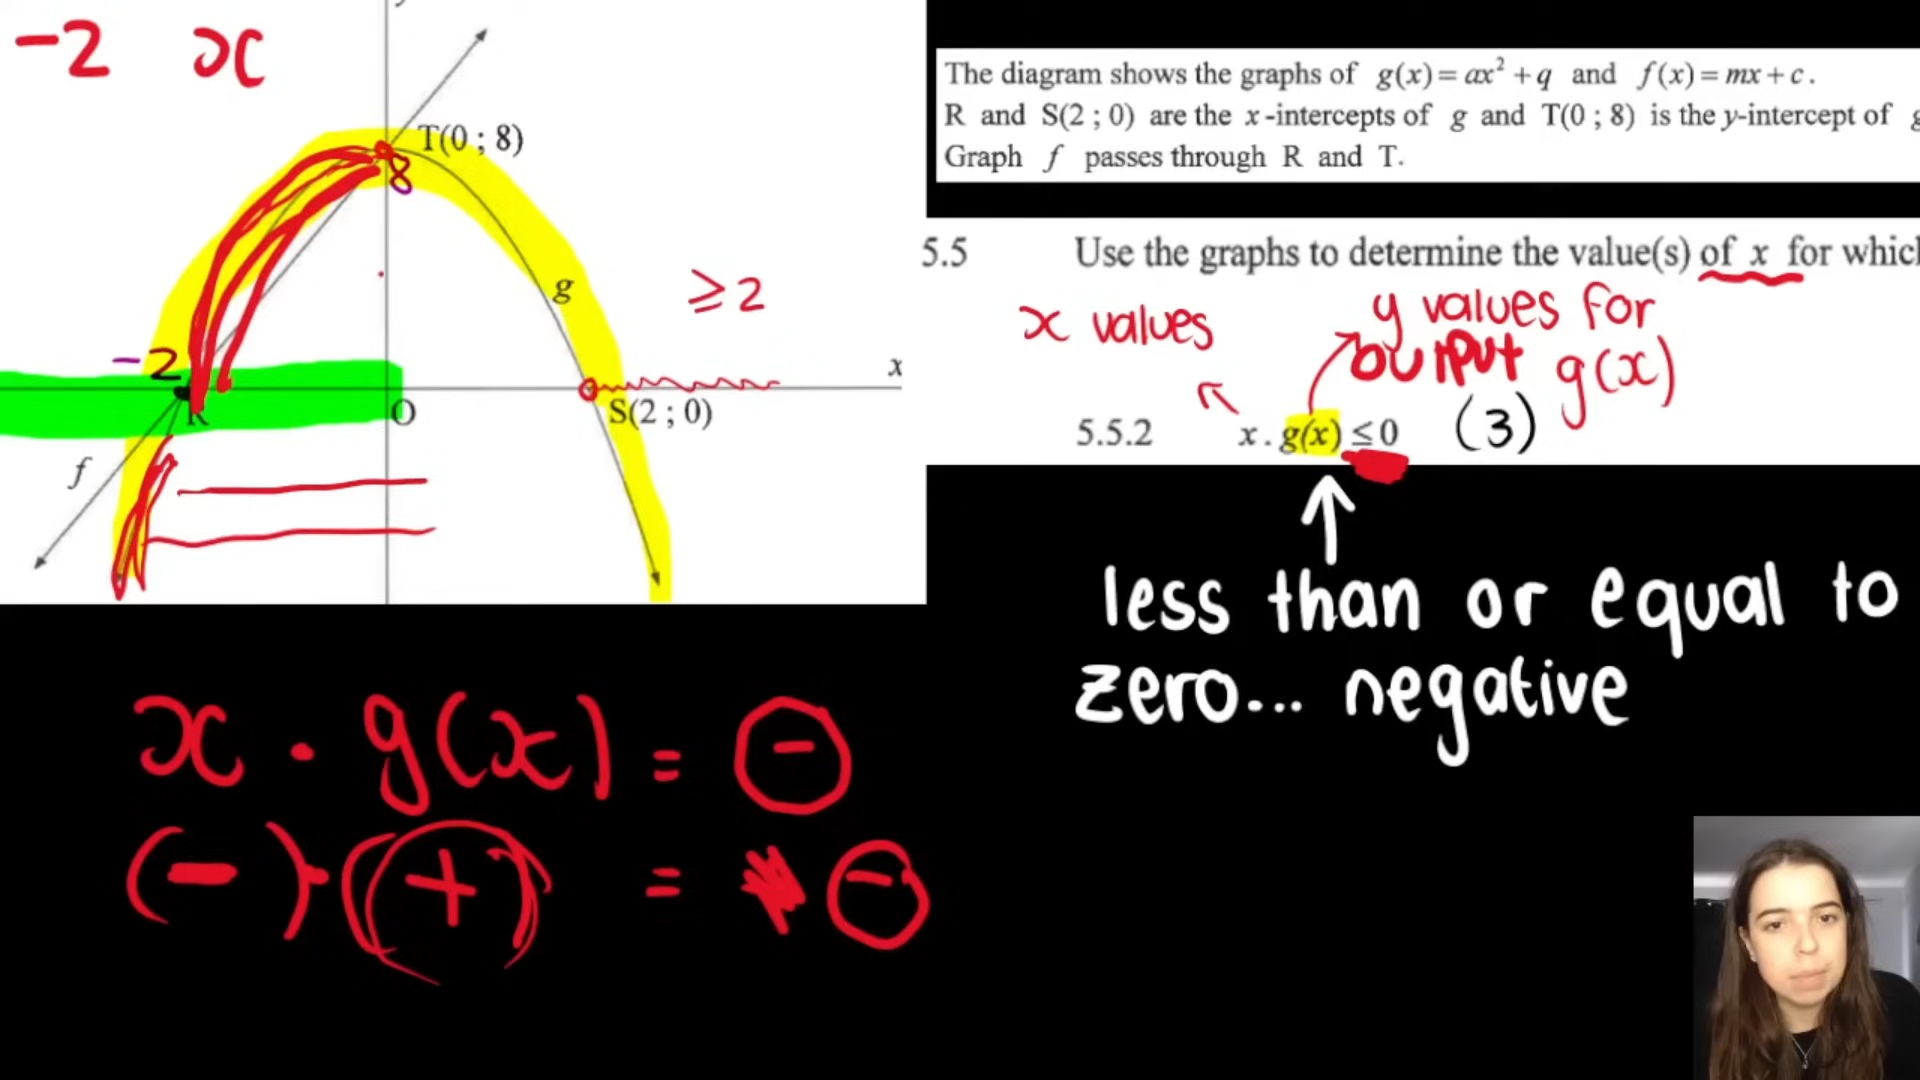 -2 x
y
T(0 ; 8)
8
g
≥2
-2
x
R
O
S(2 ; 0)
f
The diagram shows the graphs of g(x) = ax² + q and f(x) = mx + c.
R and S(2 ; 0) are the x-intercepts of g and T(0 ; 8) is the y-intercept of g
Graph f passes through R and T.
5.5 Use the graphs to determine the value(s) of x for which
x values
y values for
output g(x)
5.5.2 x . g(x) ≤ 0 (3)
less than or equal to
zero... negative
x · g(x) = -
(-)·(+) = -